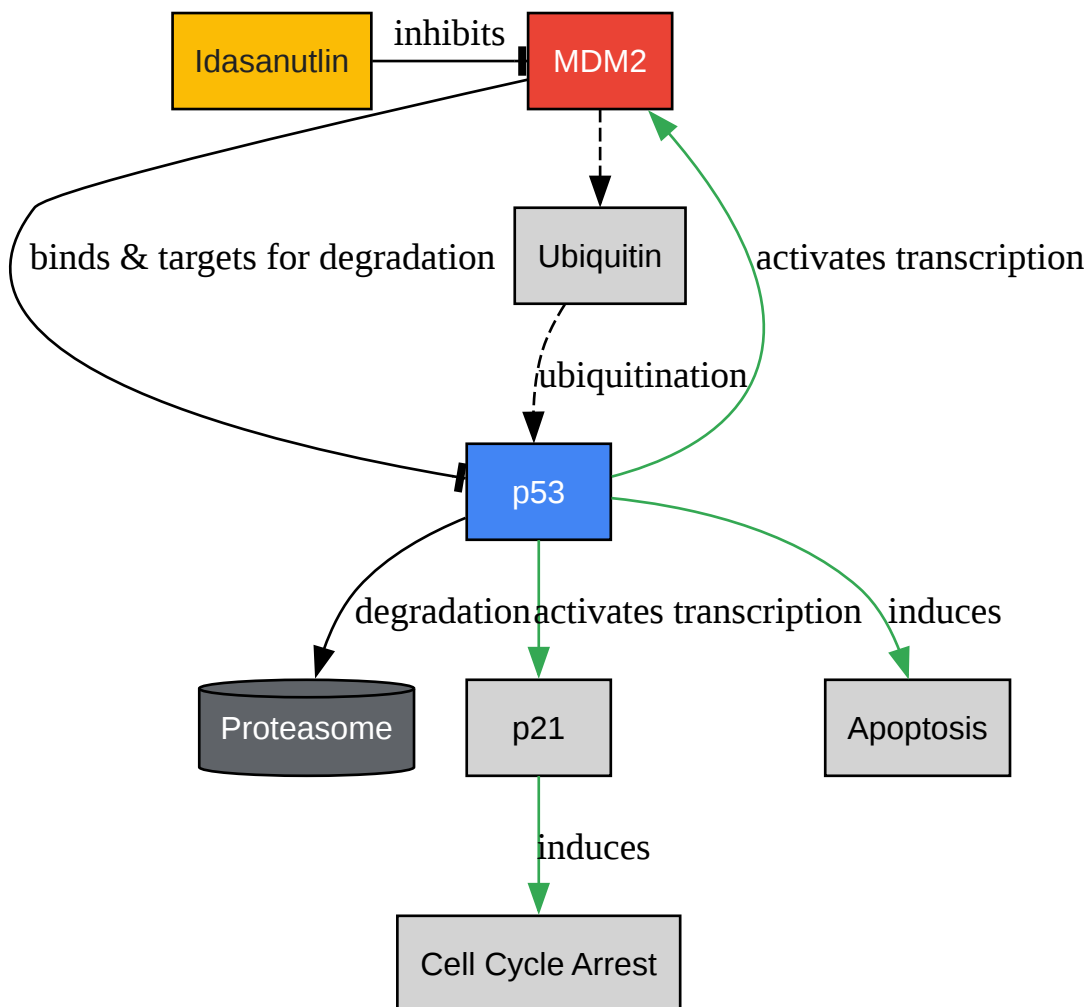 inhibits
Idasanutlin
MDM2
binds & targets for degradation
Ubiquitin
activates transcription
ubiquitination
p53
degradation
activates transcription
induces
Proteasome
p21
Apoptosis
induces
Cell Cycle Arrest